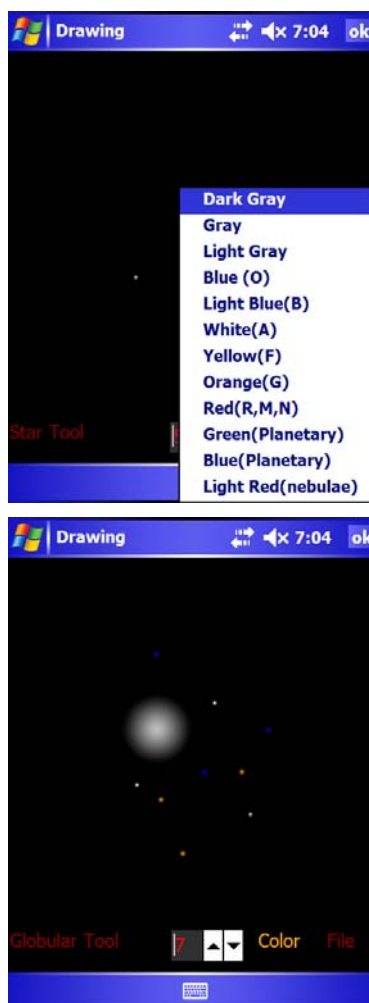 Drawing 7:04 ok
Dark Gray
Gray
Light Gray
Blue (O)
Light Blue(B)
White(A)
Yellow(F)
Orange(G)
Red(R,M,N)
Green(Planetary)
Blue(Planetary)
Light Red(nebulae)
Star Tool
Drawing 7:04 ok
Globular Tool 7 Color File